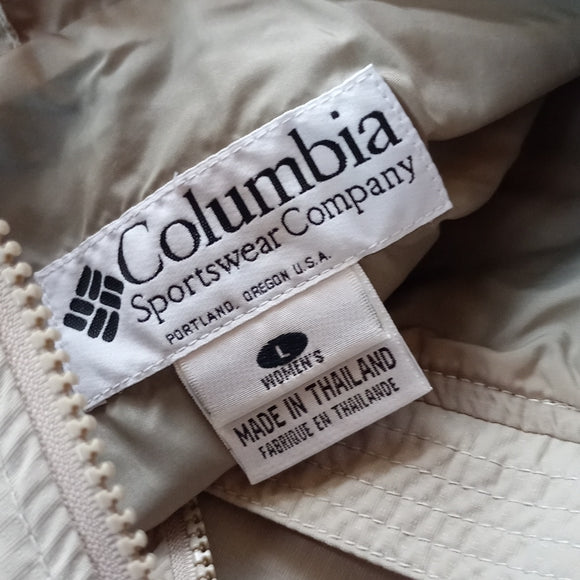 Columbia
Sportswear Company
PORTLAND, OREGON U.S.A.
L
WOMEN'S
MADE IN THAILAND
FABRIQUE EN THAILANDE